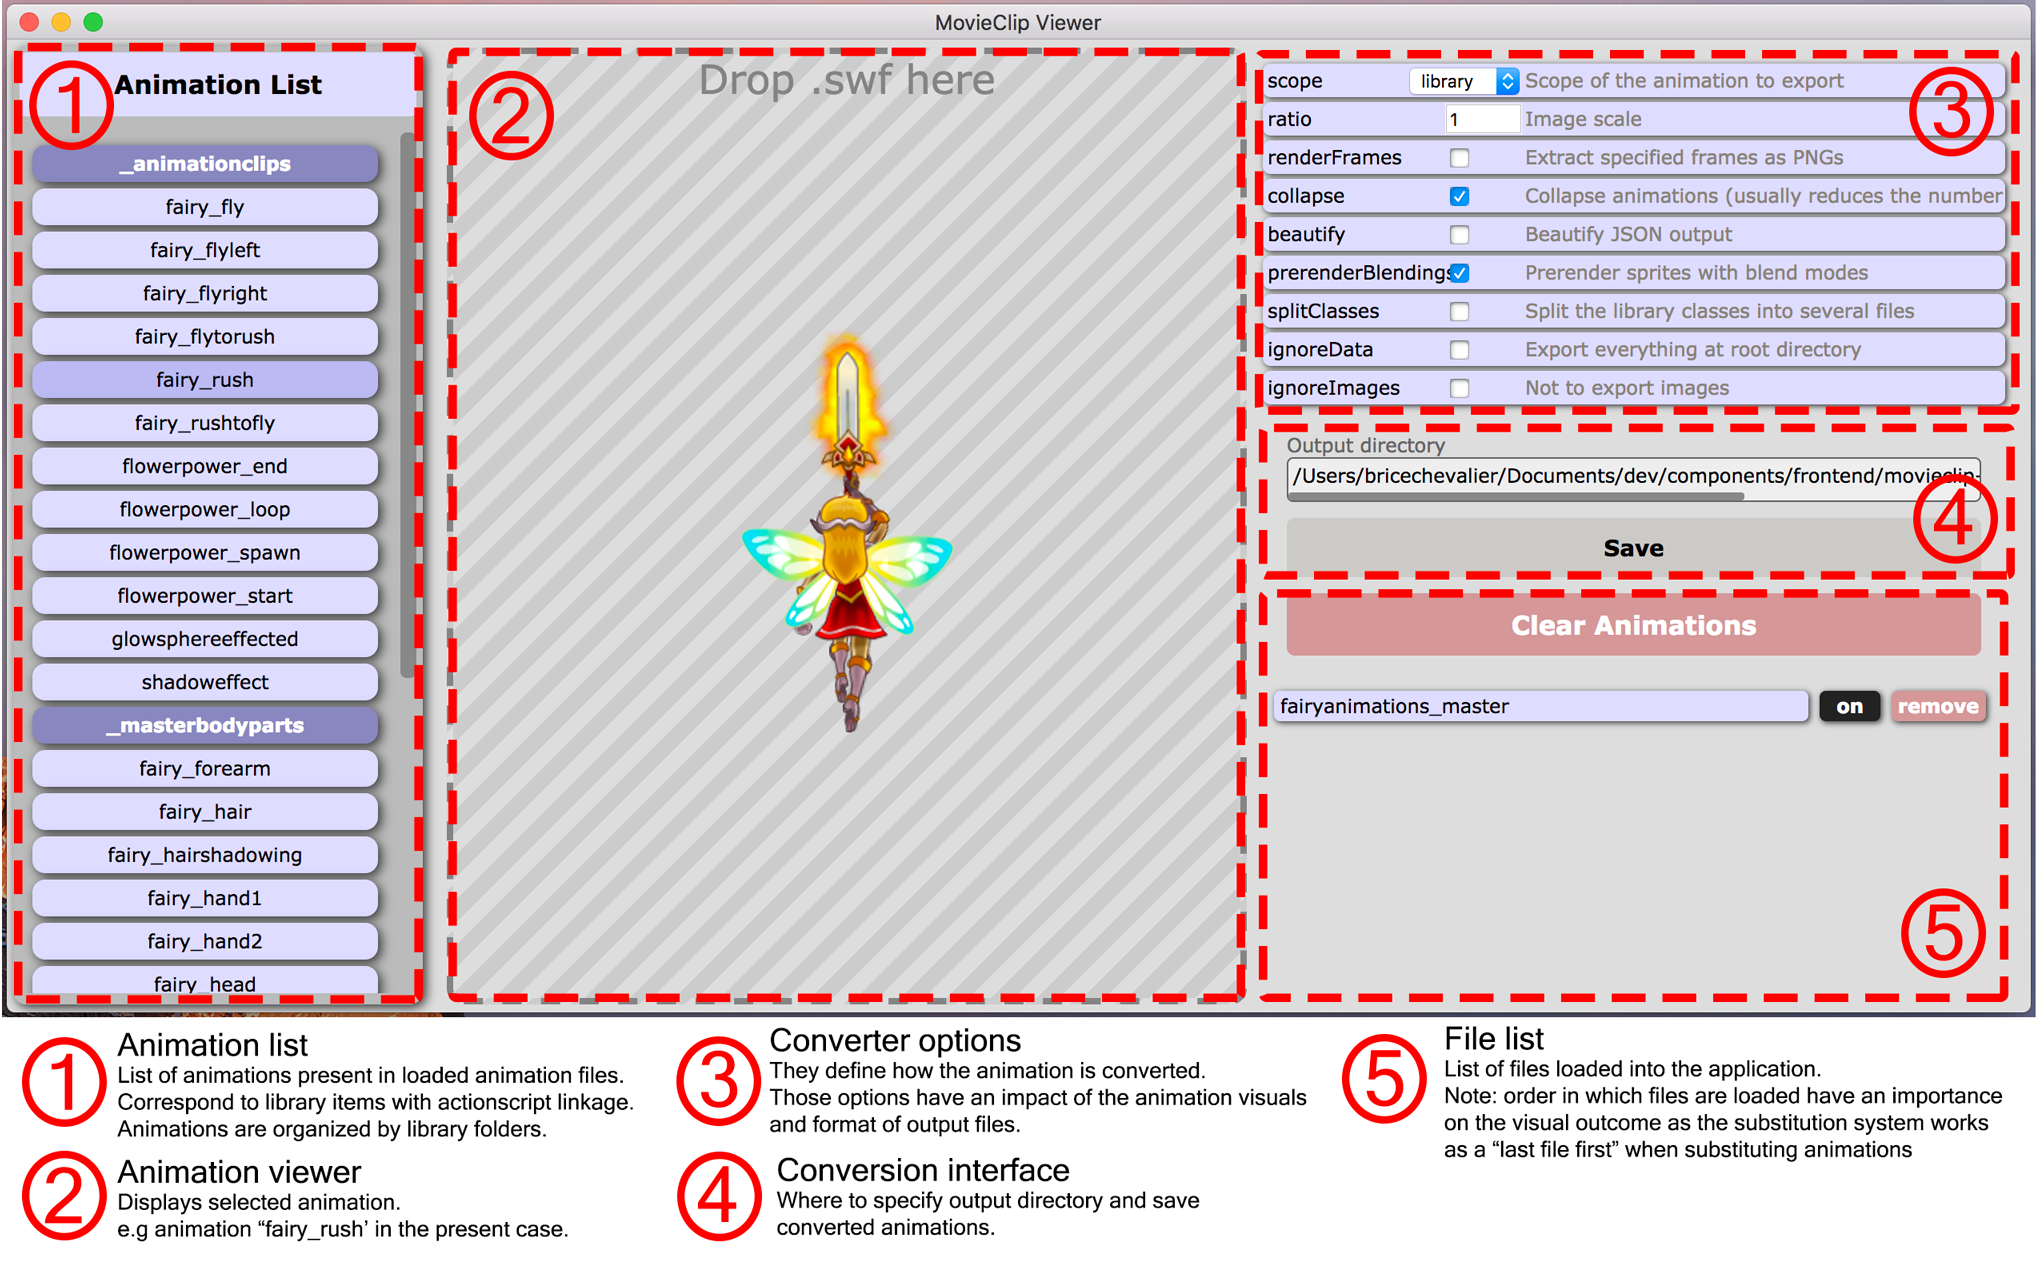 MovieClip Viewer
1
Animation List
_animationclips
fairy_fly
fairy_flyleft
fairy_flyright
fairy_flytorush
fairy_rush
fairy_rushtofly
flowerpower_end
flowerpower_loop
flowerpower_spawn
flowerpower_start
glowsphereeffected
shadoweffect
_masterbodyparts
fairy_forearm
fairy_hair
fairy_hairshadowing
fairy_hand1
fairy_hand2
fairy_head
2
Drop .swf here
3
scope library Scope of the animation to export
ratio 1 Image scale
renderFrames Extract specified frames as PNGs
collapse Collapse animations (usually reduces the number
beautify Beautify JSON output
prerenderBlendings Prerender sprites with blend modes
splitClasses Split the library classes into several files
ignoreData Export everything at root directory
ignoreImages Not to export images
Output directory
/Users/bricechevalier/Documents/dev/components/frontend/movieclip-
4
Save
Clear Animations
fairyanimations_master on remove
5
1 Animation list
List of animations present in loaded animation files.
Correspond to library items with actionscript linkage.
Animations are organized by library folders.
2 Animation viewer
Displays selected animation.
e.g animation “fairy_rush’ in the present case.
3 Converter options
They define how the animation is converted.
Those options have an impact of the animation visuals
and format of output files.
4 Conversion interface
Where to specify output directory and save
converted animations.
5 File list
List of files loaded into the application.
Note: order in which files are loaded have an importance
on the visual outcome as the substitution system works
as a “last file first” when substituting animations